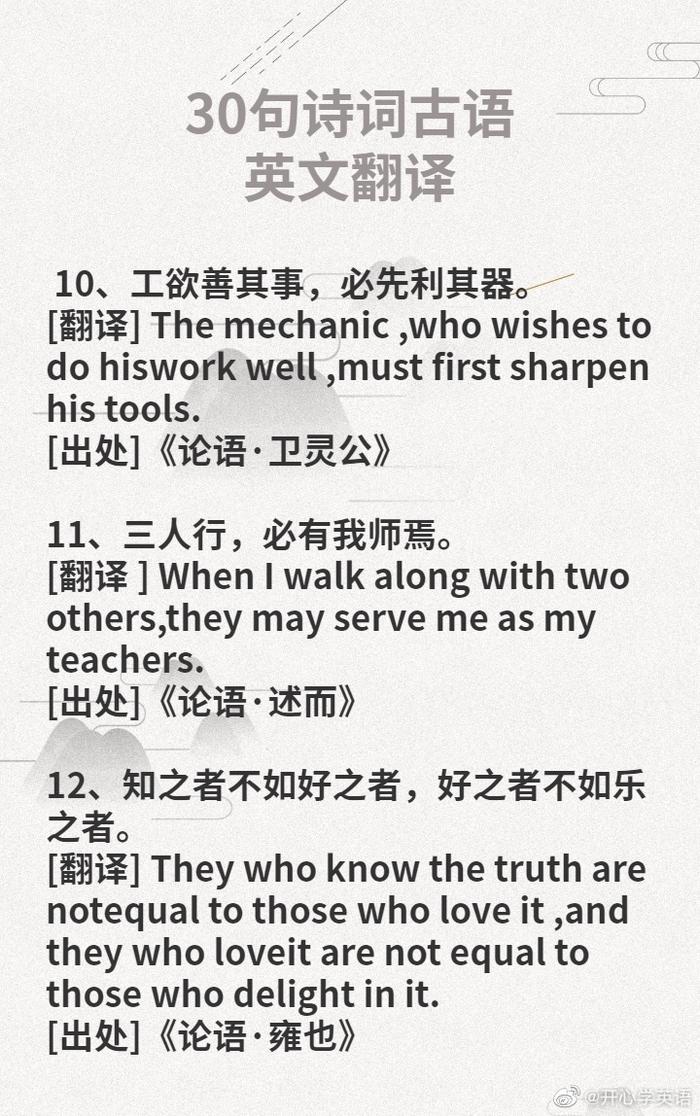 30句诗词古语
英文翻译
10、工欲善其事，必先利其器。
[翻译] The mechanic ,who wishes to
do hiswork well ,must first sharpen
his tools.
[出处]《论语·卫灵公》
11、三人行，必有我师焉。
[翻译 ] When I walk along with two
others,they may serve me as my
teachers.
[出处]《论语·述而》
12、知之者不如好之者，好之者不如乐
之者。
[翻译] They who know the truth are
notequal to those who love it ,and
they who loveit are not equal to
those who delight in it.
[出处]《论语·雍也》
@开心学英语